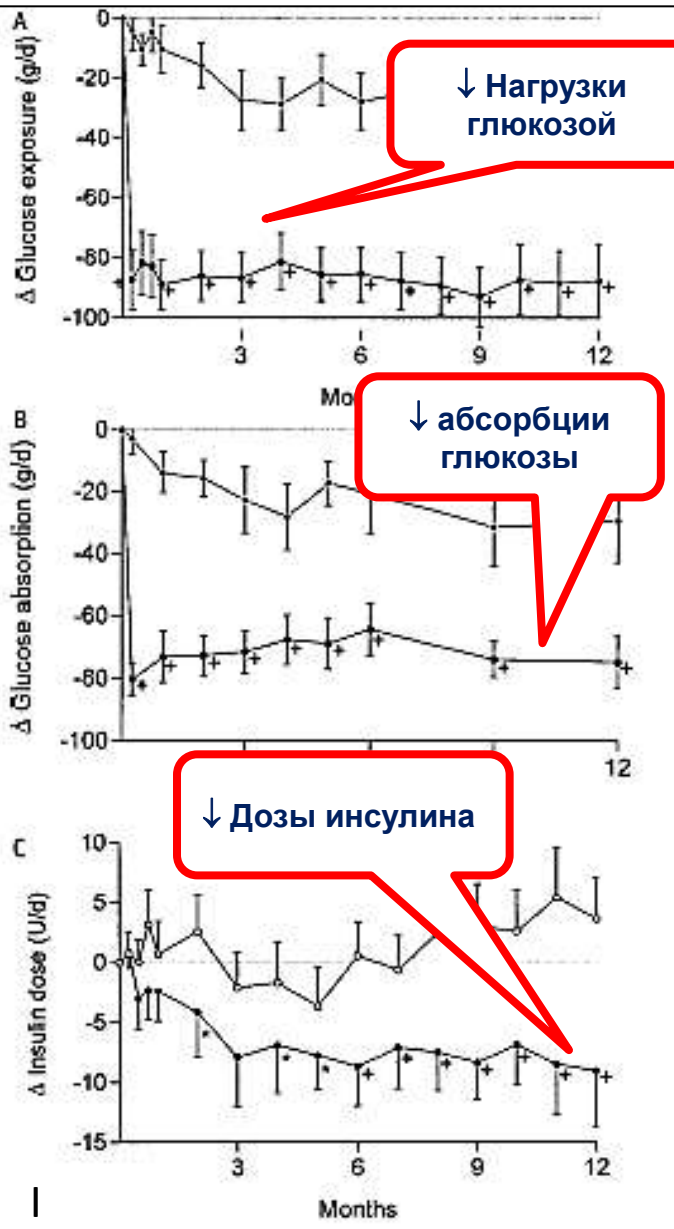 A
Δ Glucose exposure (g/d)
0
-20
-40
-60
-80
-100
↓ Нагрузки
глюкозой
3
6
9
12
B
Δ Glucose absorption (g/d)
0
-20
-40
-60
-80
-100
↓ абсорбции
глюкозы
12
C
Δ Insulin dose (U/d)
10
5
0
-5
-10
-15
↓ Дозы инсулина
3
6
9
12
Months